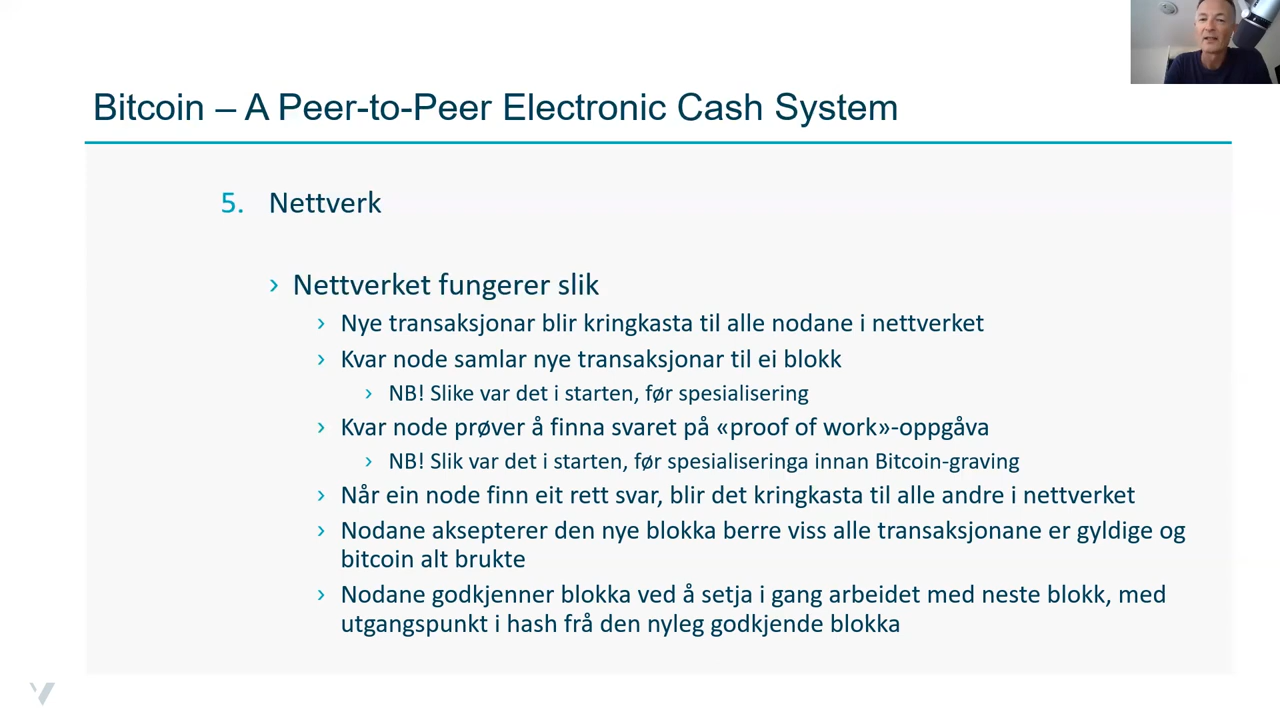 Bitcoin – A Peer-to-Peer Electronic Cash System
5. Nettverk
› Nettverket fungerer slik
› Nye transaksjonar blir kringkasta til alle nodane i nettverket
› Kvar node samlar nye transaksjonar til ei blokk
› NB! Slike var det i starten, før spesialisering
› Kvar node prøver å finna svaret på «proof of work»-oppgåva
› NB! Slik var det i starten, før spesialiseringa innan Bitcoin-graving
› Når ein node finn eit rett svar, blir det kringkasta til alle andre i nettverket
› Nodane aksepterer den nye blokka berre viss alle transaksjonane er gyldige og
bitcoin alt brukte
› Nodane godkjenner blokka ved å setja i gang arbeidet med neste blokk, med
utgangspunkt i hash frå den nyleg godkjende blokka